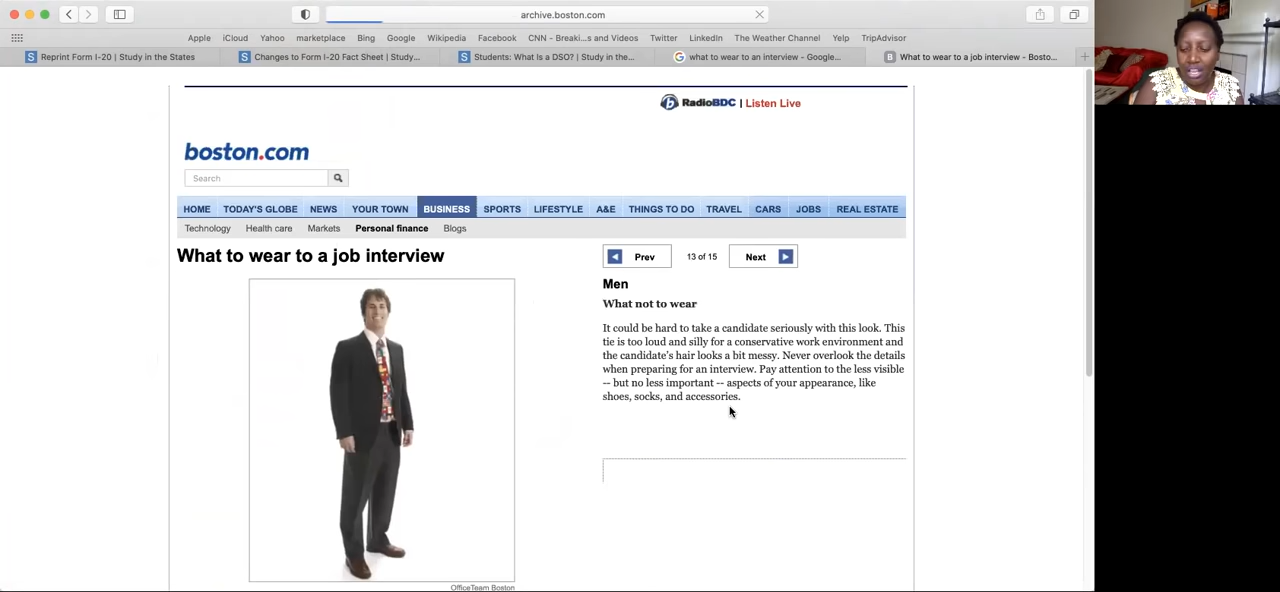 archive.boston.com
Apple iCloud Yahoo marketplace Bing Google Wikipedia Facebook CNN - Breaki...s and Videos Twitter LinkedIn The Weather Channel Yelp TripAdvisor
Reprint Form I-20 | Study in the States
Changes to Form I-20 Fact Sheet | Study...
Students: What Is a DSO? | Study in the...
what to wear to an interview - Google...
What to wear to a job interview - Bosto...
RadioBDC | Listen Live
boston.com
Search
HOME TODAY'S GLOBE NEWS YOUR TOWN BUSINESS SPORTS LIFESTYLE A&E THINGS TO DO TRAVEL CARS JOBS REAL ESTATE
Technology Health care Markets Personal finance Blogs
What to wear to a job interview
Prev 13 of 15 Next
Men
What not to wear
It could be hard to take a candidate seriously with this look. This
tie is too loud and silly for a conservative work environment and
the candidate's hair looks a bit messy. Never overlook the details
when preparing for an interview. Pay attention to the less visible
-- but no less important -- aspects of your appearance, like
shoes, socks, and accessories.
OfficeTeam Boston